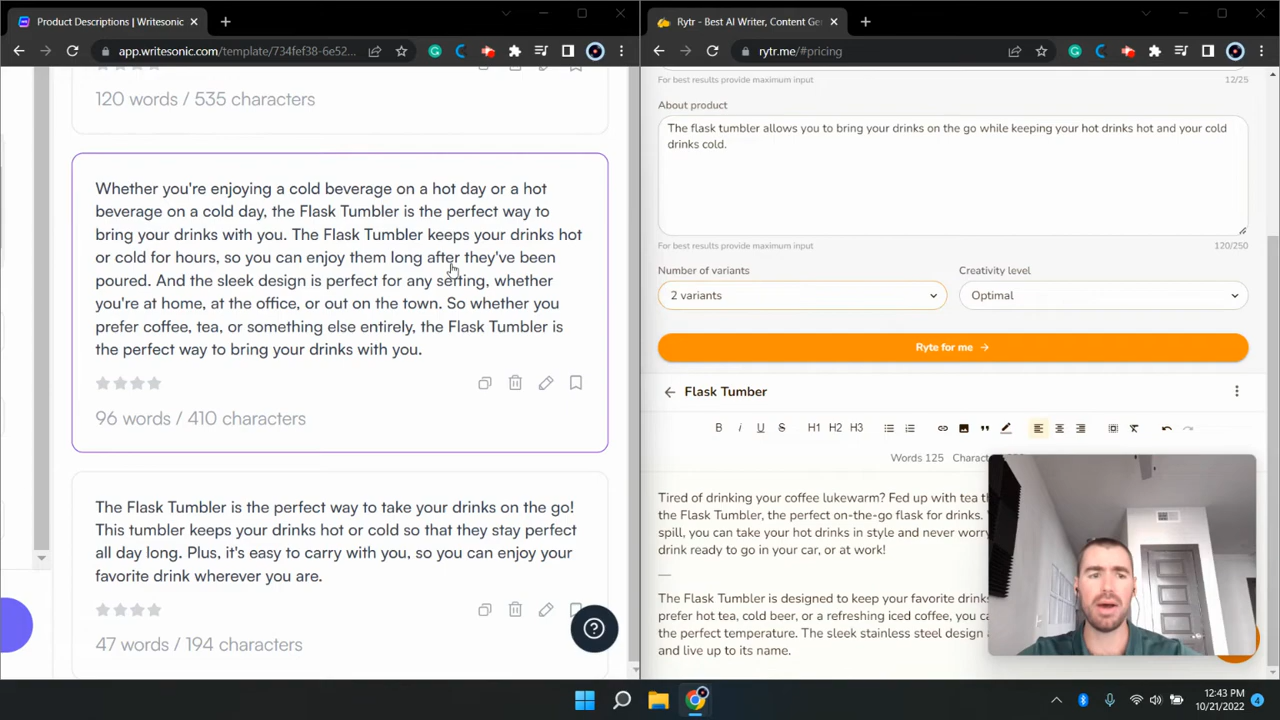 Product Descriptions | Writesonic
app.writesonic.com/template/734fef38-6e52...
120 words / 535 characters
Whether you're enjoying a cold beverage on a hot day or a hot
beverage on a cold day, the Flask Tumbler is the perfect way to
bring your drinks with you. The Flask Tumbler keeps your drinks hot
or cold for hours, so you can enjoy them long after they've been
poured. And the sleek design is perfect for any setting, whether
you're at home, at the office, or out on the town. So whether you
prefer coffee, tea, or something else entirely, the Flask Tumbler is
the perfect way to bring your drinks with you.
96 words / 410 characters
The Flask Tumbler is the perfect way to take your drinks on the go!
This tumbler keeps your drinks hot or cold so that they stay perfect
all day long. Plus, it's easy to carry with you, so you can enjoy your
favorite drink wherever you are.
47 words / 194 characters
Rytr - Best AI Writer, Content Ge
rytr.me/#pricing
For best results provide maximum input
12/25
About product
The flask tumbler allows you to bring your drinks on the go while keeping your hot drinks hot and your cold
drinks cold.
For best results provide maximum input
120/250
Number of variants
Creativity level
2 variants
Optimal
Ryte for me →
Flask Tumber
B i U S H1 H2 H3
Words 125 Charac
Tired of drinking your coffee lukewarm? Fed up with tea
the Flask Tumbler, the perfect on-the-go flask for drinks.
spill, you can take your hot drinks in style and never worry
drink ready to go in your car, or at work!
—
The Flask Tumbler is designed to keep your favorite drinks
prefer hot tea, cold beer, or a refreshing iced coffee, you ca
the perfect temperature. The sleek stainless steel design
and live up to its name.
12:43 PM
10/21/2022
4